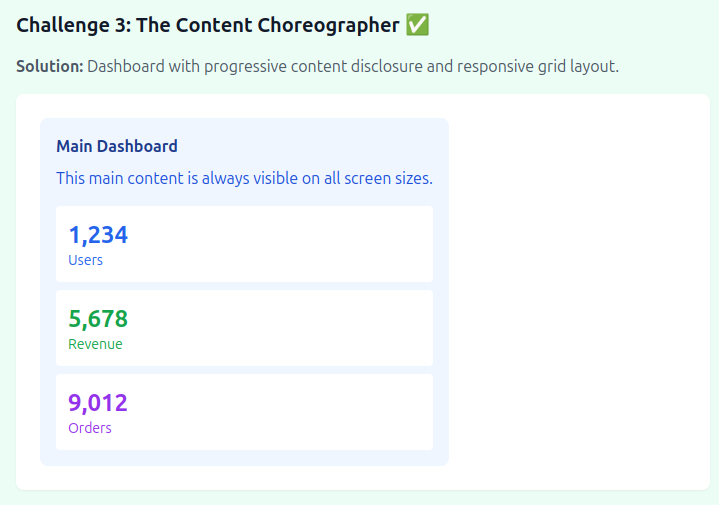 Challenge 3: The Content Choreographer ✅
Solution: Dashboard with progressive content disclosure and responsive grid layout.
Main Dashboard
This main content is always visible on all screen sizes.
1,234
Users
5,678
Revenue
9,012
Orders